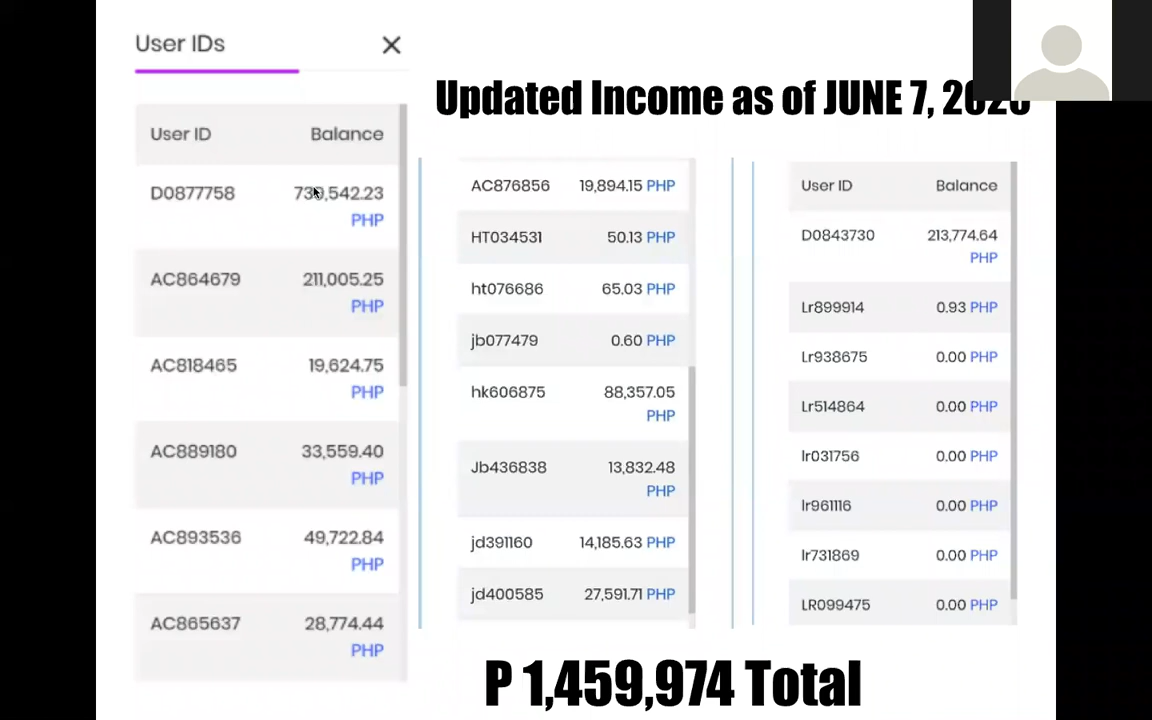 User IDs
Updated Income as of JUNE 7,
User ID Balance
D0877758
PHP
AC864679 211,005.25
PHP
AC818465 19,624.75
PHP
AC889180 33,559.40
PHP
AC893536 49,722.84
PHP
AC865637 28,774.44
PHP
AC876856 19,894.15 PHP
HT034531 50.13 PHP
ht076686 65.03 PHP
jb077479 0.60 PHP
hk606875 88,357.05
PHP
Jb436838 13,832.48
PHP
jd391160 14,185.63 PHP
jd400585 27,591.71 PHP
User ID Balance
D0843730 213,774.64
PHP
Lr899914 0.93 PHP
Lr938675 0.00 PHP
Lr514864 0.00 PHP
lr031756 0.00 PHP
lr961116 0.00 PHP
lr731869 0.00 PHP
LR099475 0.00 PHP
P 1,459,974 Total